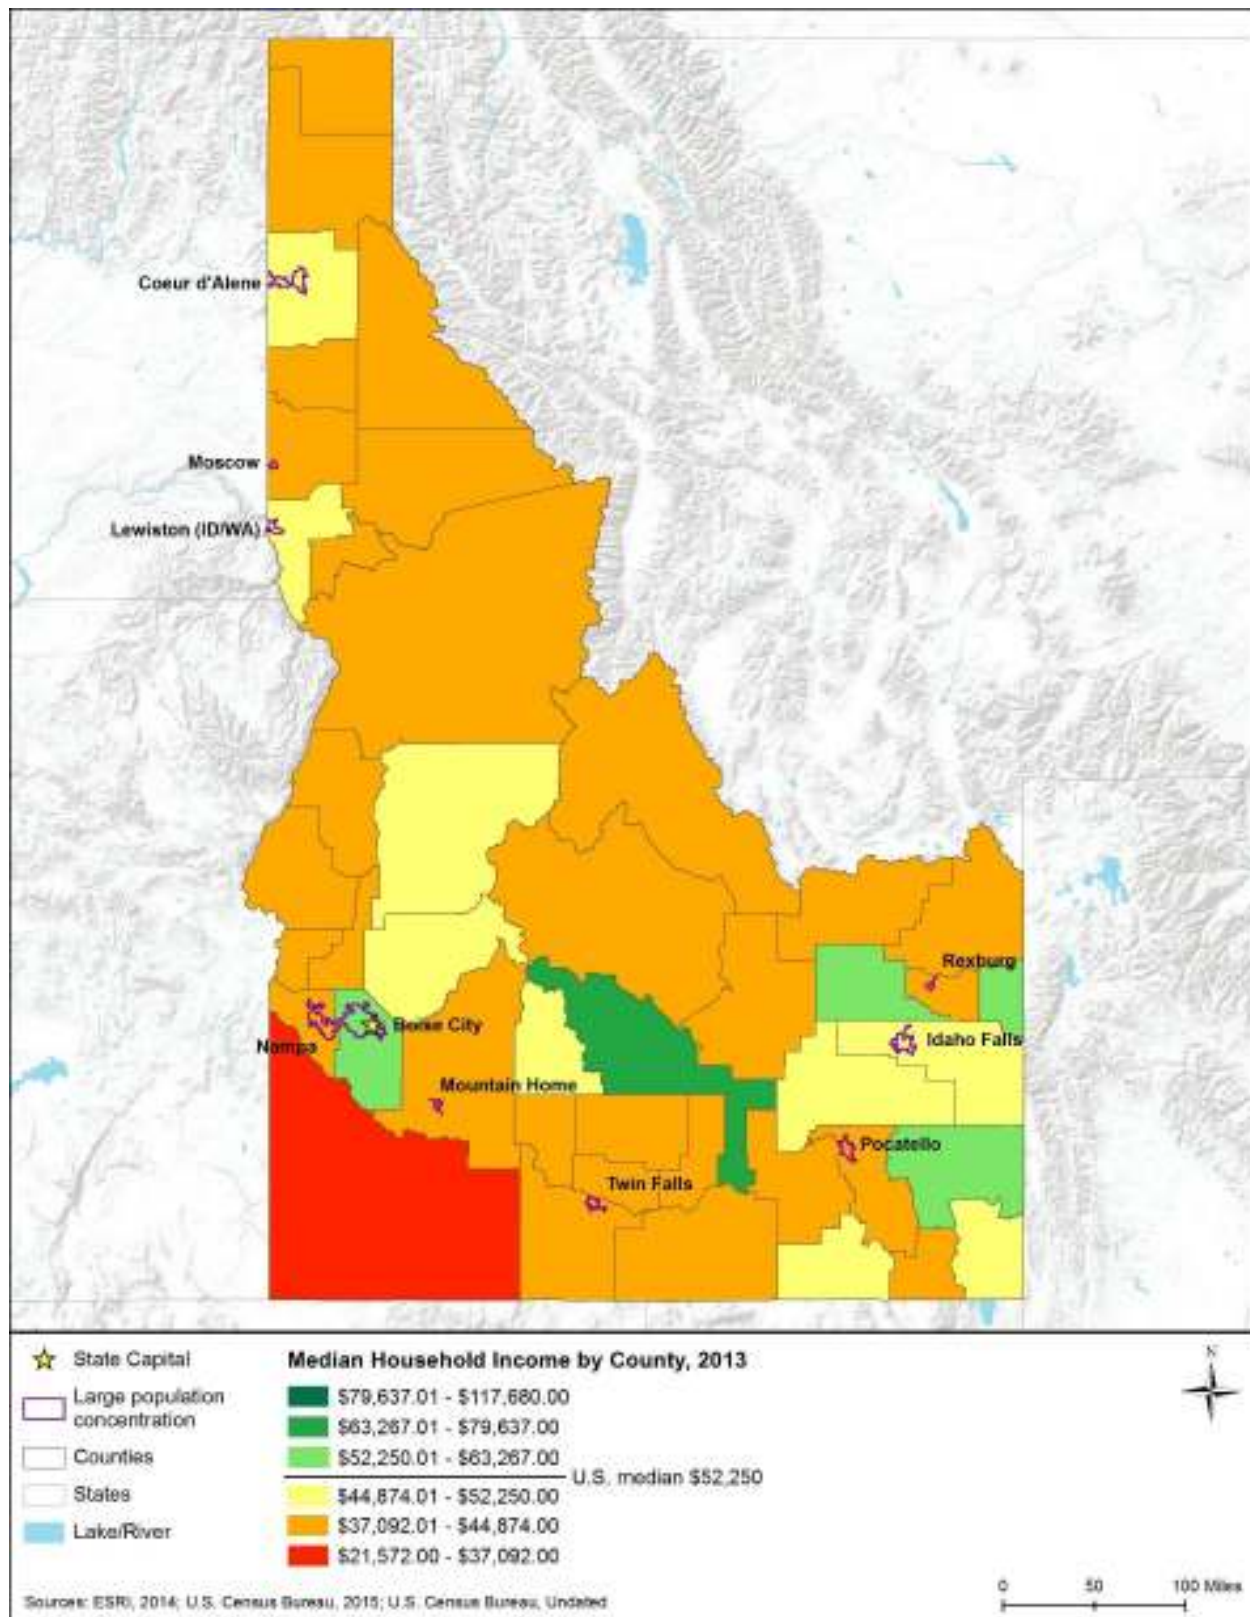 Coeur d'Alene
Moscow
Lewiston (ID/WA)
Rexburg
Boise City
Nampa
Idaho Falls
Mountain Home
Pocatello
Twin Falls
State Capital
Large population
concentration
Counties
States
Lake/River
Median Household Income by County, 2013
$79,637.01 - $117,680.00
$63,267.01 - $79,637.00
$52,250.01 - $63,267.00
U.S. median $52,250
$44,874.01 - $52,250.00
$37,092.01 - $44,874.00
$21,572.00 - $37,092.00
N
0 50 100 Miles
Sources: ESRI, 2014; U.S. Census Bureau, 2015; U.S. Census Bureau, Undated